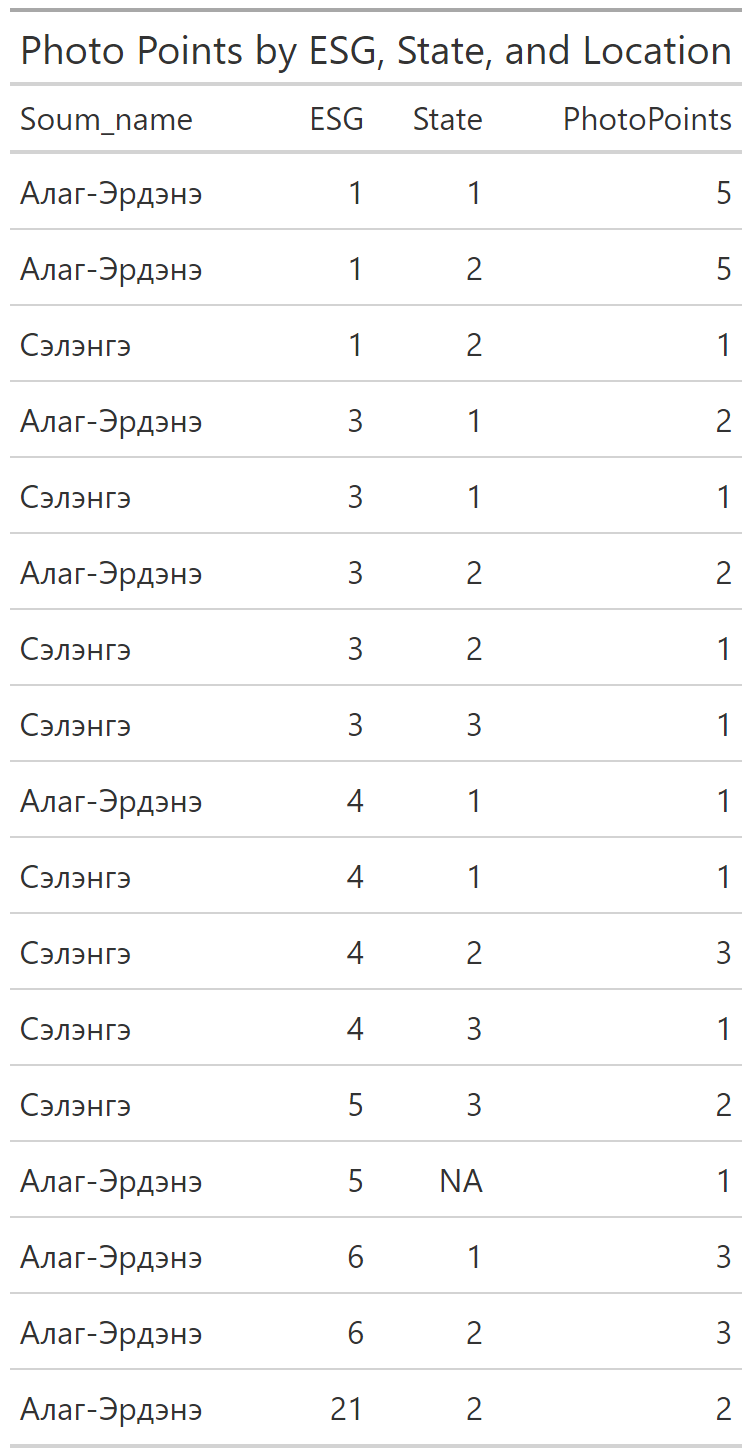 Photo Points by ESG, State, and Location
Soum_name ESG State PhotoPoints
Алаг-Эрдэнэ 1 1 5
Алаг-Эрдэнэ 1 2 5
Сэлэнгэ 1 2 1
Алаг-Эрдэнэ 3 1 2
Сэлэнгэ 3 1 1
Алаг-Эрдэнэ 3 2 2
Сэлэнгэ 3 2 1
Сэлэнгэ 3 3 1
Алаг-Эрдэнэ 4 1 1
Сэлэнгэ 4 1 1
Сэлэнгэ 4 2 3
Сэлэнгэ 4 3 1
Сэлэнгэ 5 3 2
Алаг-Эрдэнэ 5 NA 1
Алаг-Эрдэнэ 6 1 3
Алаг-Эрдэнэ 6 2 3
Алаг-Эрдэнэ 21 2 2